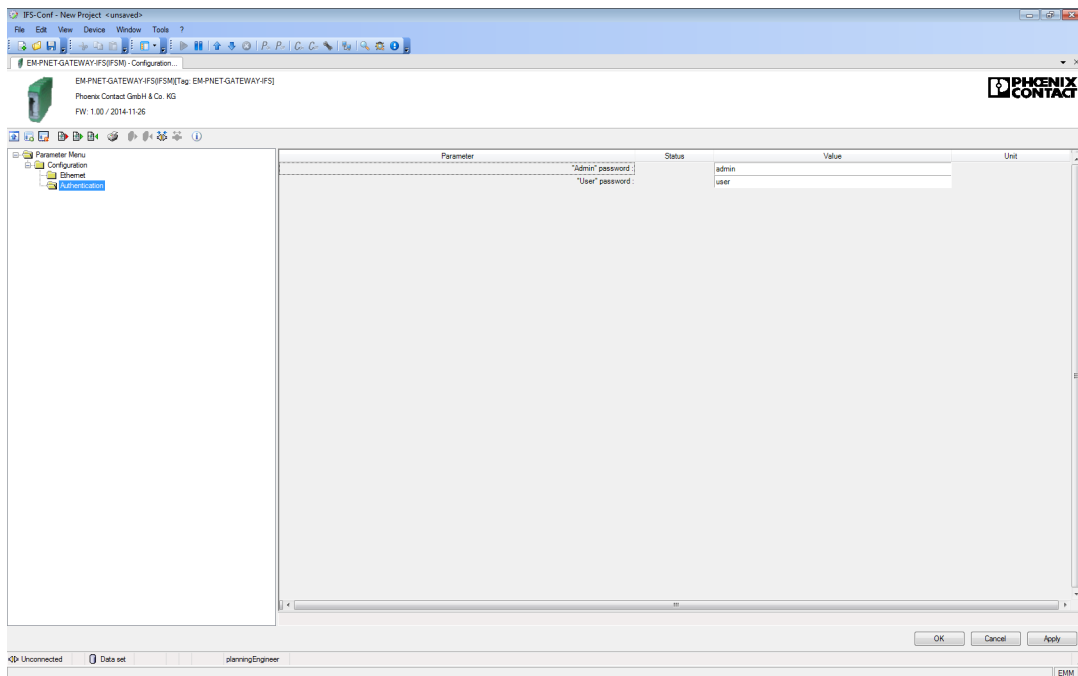 IFS-Conf - New Project <unsaved>
File Edit View Device Window Tools ?
EM-PNET-GATEWAY-IFS(IFSM) - Configuration...
EM-PNET-GATEWAY-IFS(IFSM)[Tag: EM-PNET-GATEWAY-IFS]
Phoenix Contact GmbH & Co. KG
FW: 1.00 / 2014-11-26
PHŒNIX
CONTACT
Parameter Menu
Configuration
Ethernet
Authentication
Parameter Status Value Unit
"Admin" password : admin
"User" password : user
OK Cancel Apply
Unconnected Data set planningEngineer
EMM